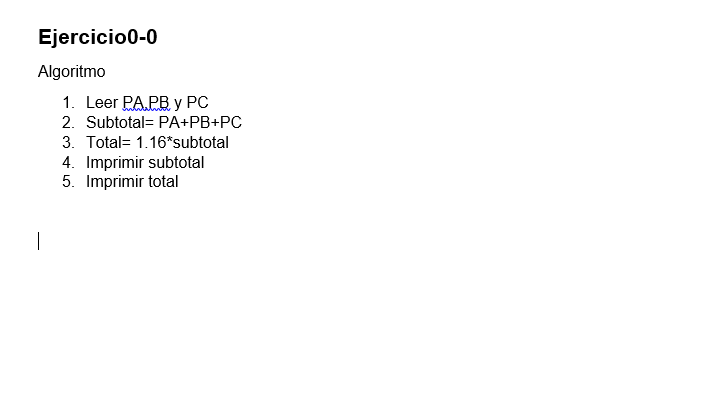 Ejercicio0-0
Algoritmo
1. Leer PA,PB y PC
2. Subtotal= PA+PB+PC
3. Total= 1.16*subtotal
4. Imprimir subtotal
5. Imprimir total